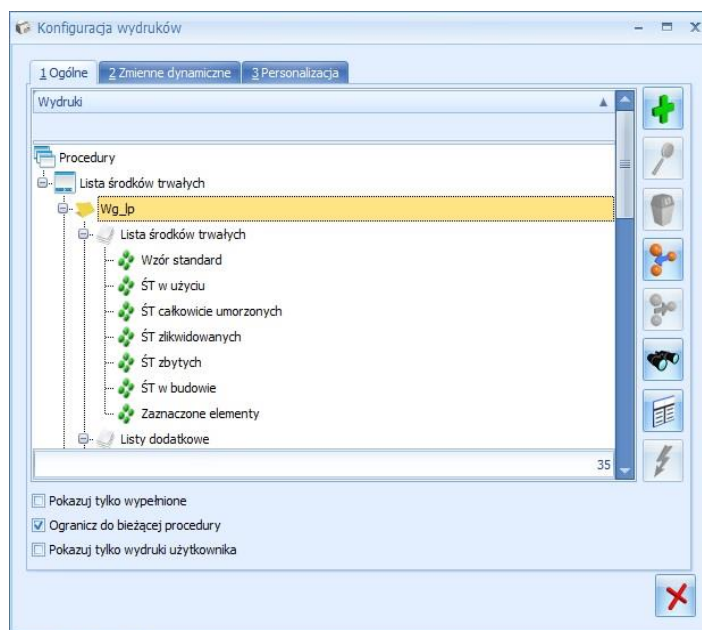 Konfiguracja wydruków
1 Ogólne 2 Zmienne dynamiczne 3 Personalizacja
Wydruki
Procedury
Lista środków trwałych
Wg_lp
Lista środków trwałych
Wzór standard
ŚT w użyciu
ŚT całkowicie umorzonych
ŚT zlikwidowanych
ŚT zbytych
ŚT w budowie
Zaznaczone elementy
Listy dodatkowe
35
Pokazuj tylko wypełnione
Ogranicz do bieżącej procedury
Pokazuj tylko wydruki użytkownika